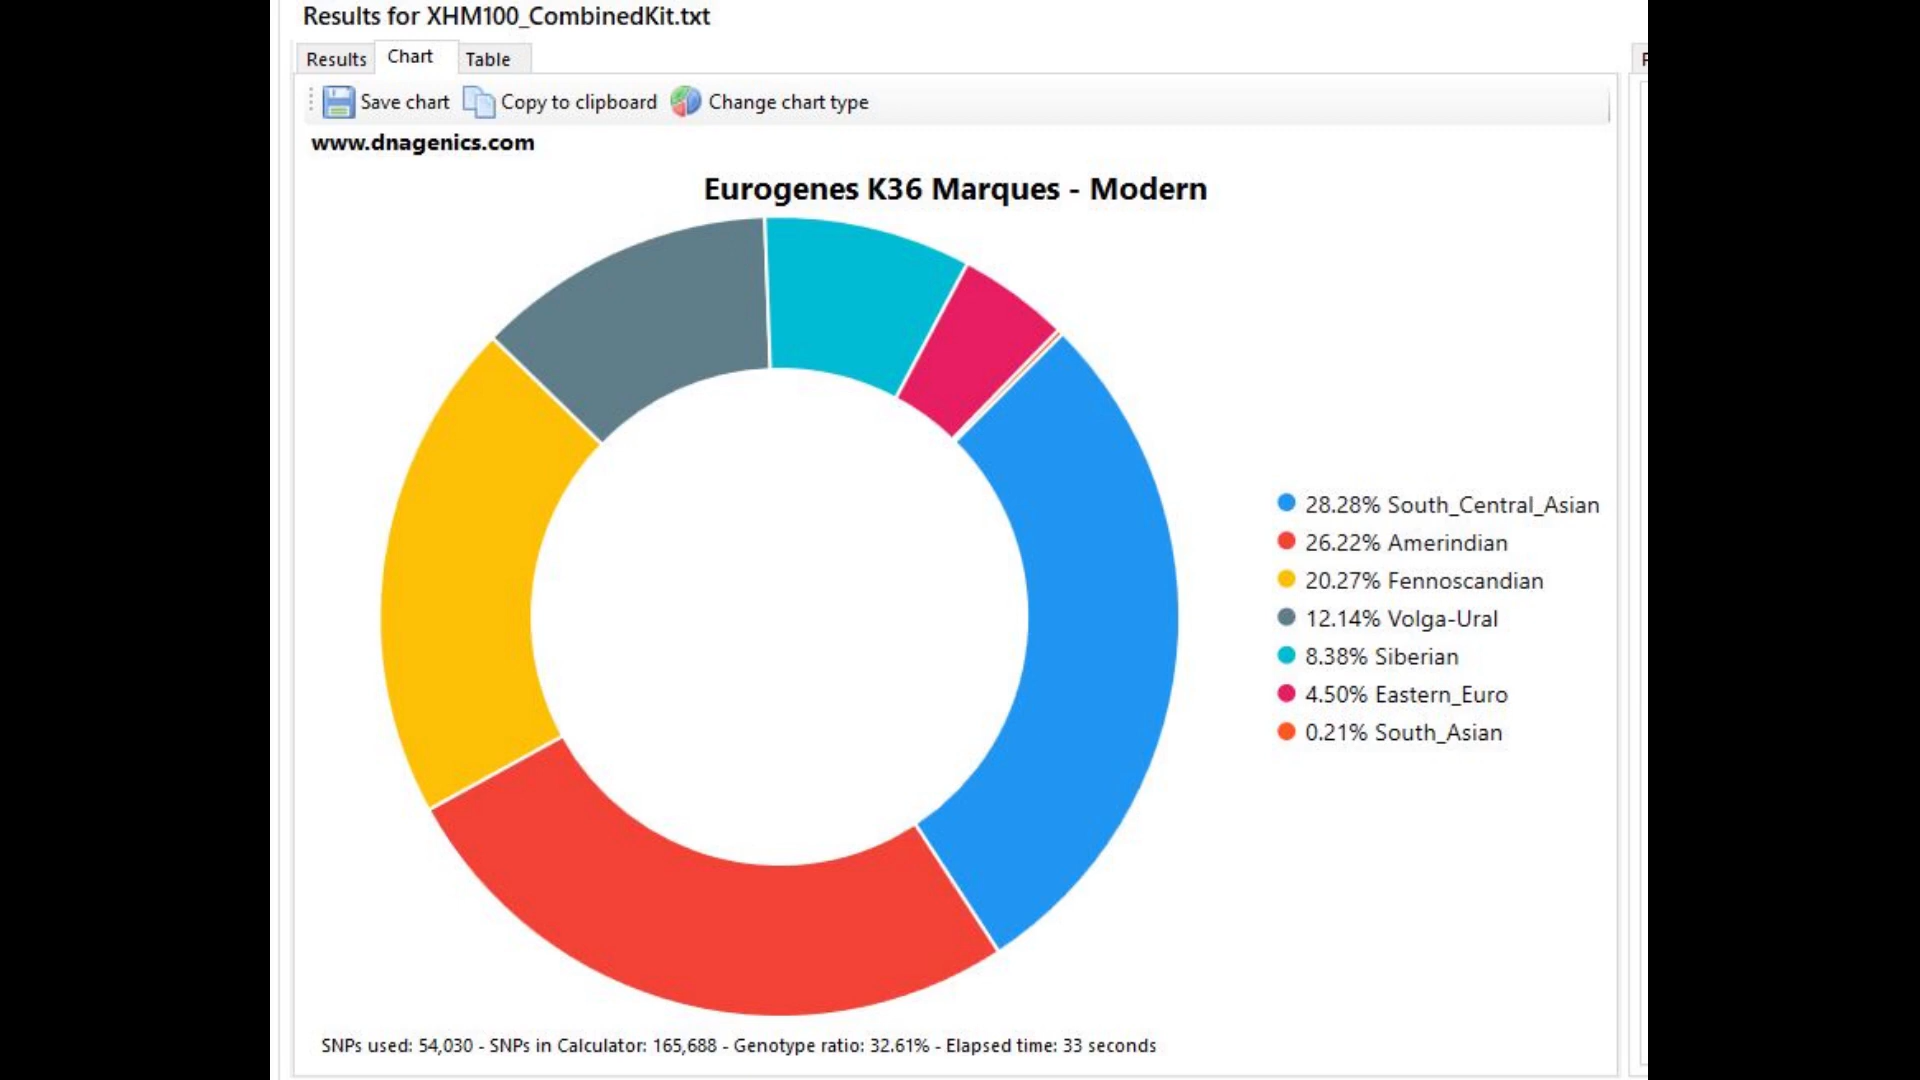 Results for XHM100_CombinedKit.txt
Results Chart Table
Save chart Copy to clipboard Change chart type
www.dnagenics.com
Eurogenes K36 Marques - Modern
28.28% South_Central_Asian
26.22% Amerindian
20.27% Fennoscandian
12.14% Volga-Ural
8.38% Siberian
4.50% Eastern_Euro
0.21% South_Asian
SNPs used: 54,030 - SNPs in Calculator: 165,688 - Genotype ratio: 32.61% - Elapsed time: 33 seconds